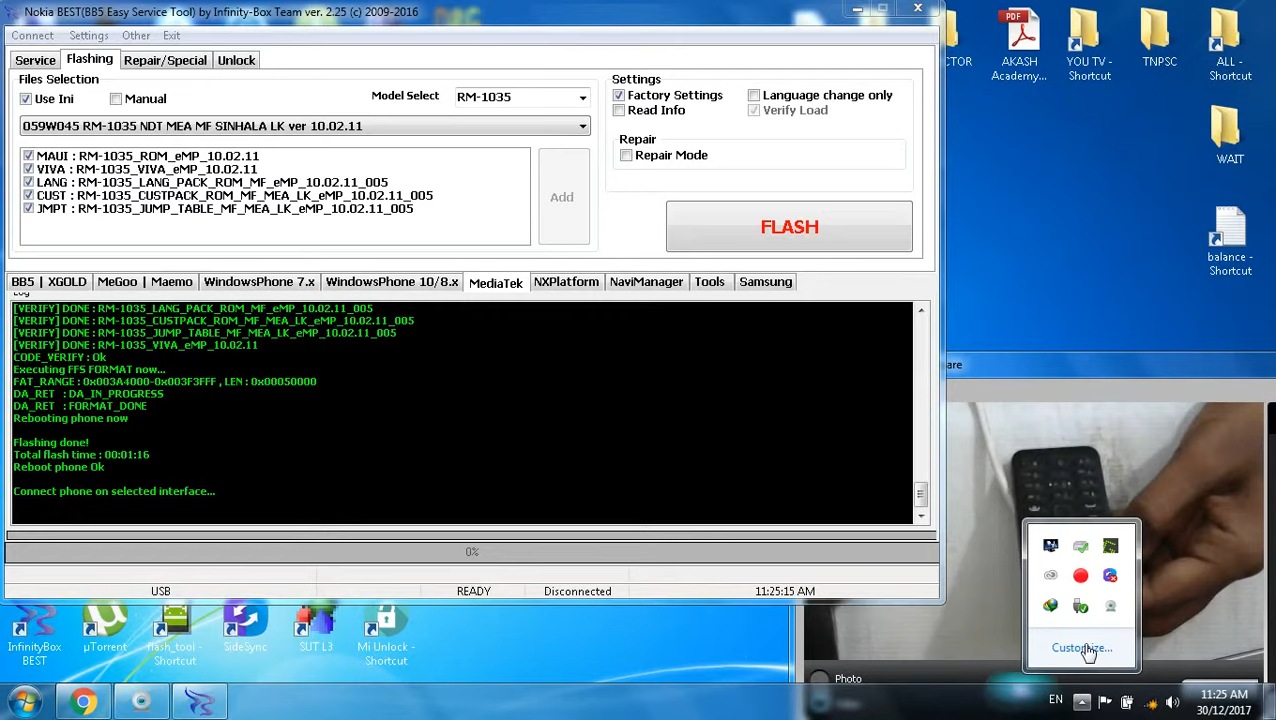 Nokia BEST(BB5 Easy Service Tool) by Infinity-Box Team ver. 2.25 (c) 2009-2016
Connect Settings Other Exit
Service Flashing Repair/Special Unlock
Files Selection
Use Ini Manual Model Select RM-1035
059W045 RM-1035 NDT MEA MF SINHALA LK ver 10.02.11
MAUI : RM-1035_ROM_eMP_10.02.11
VIVA : RM-1035_VIVA_eMP_10.02.11
LANG : RM-1035_LANG_PACK_ROM_MF_eMP_10.02.11_005
CUST : RM-1035_CUSTPACK_ROM_MF_MEA_LK_eMP_10.02.11_005
JMPT : RM-1035_JUMP_TABLE_MF_MEA_LK_eMP_10.02.11_005
Add
Settings
Factory Settings Language change only
Read Info Verify Load
Repair
Repair Mode
FLASH
BB5 | XGOLD MeGoo | Maemo WindowsPhone 7.x WindowsPhone 10/8.x MediaTek NXPlatform NaviManager Tools Samsung
Log
[VERIFY] DONE : RM-1035_LANG_PACK_ROM_MF_eMP_10.02.11_005
[VERIFY] DONE : RM-1035_CUSTPACK_ROM_MF_MEA_LK_eMP_10.02.11_005
[VERIFY] DONE : RM-1035_JUMP_TABLE_MF_MEA_LK_eMP_10.02.11_005
[VERIFY] DONE : RM-1035_VIVA_eMP_10.02.11
CODE_VERIFY : Ok
Executing FFS FORMAT now...
FAT_RANGE : 0x003A4000-0x003F3FFF , LEN : 0x00050000
DA_RET : DA_IN_PROGRESS
DA_RET : FORMAT_DONE
Rebooting phone now
Flashing done!
Total flash time : 00:01:16
Reboot phone Ok
Connect phone on selected interface...
0%
USB READY Disconnected 11:25:15 AM
CTOR
PDF
AKASH
Academy...
YOU TV -
Shortcut
TNPSC
ALL -
Shortcut
WAIT
balance -
Shortcut
are
InfinityBox
BEST
µTorrent
flash_tool -
Shortcut
SideSync
SUT L3
Mi Unlock -
Shortcut
Customize...
Photo
EN
11:25 AM
30/12/2017